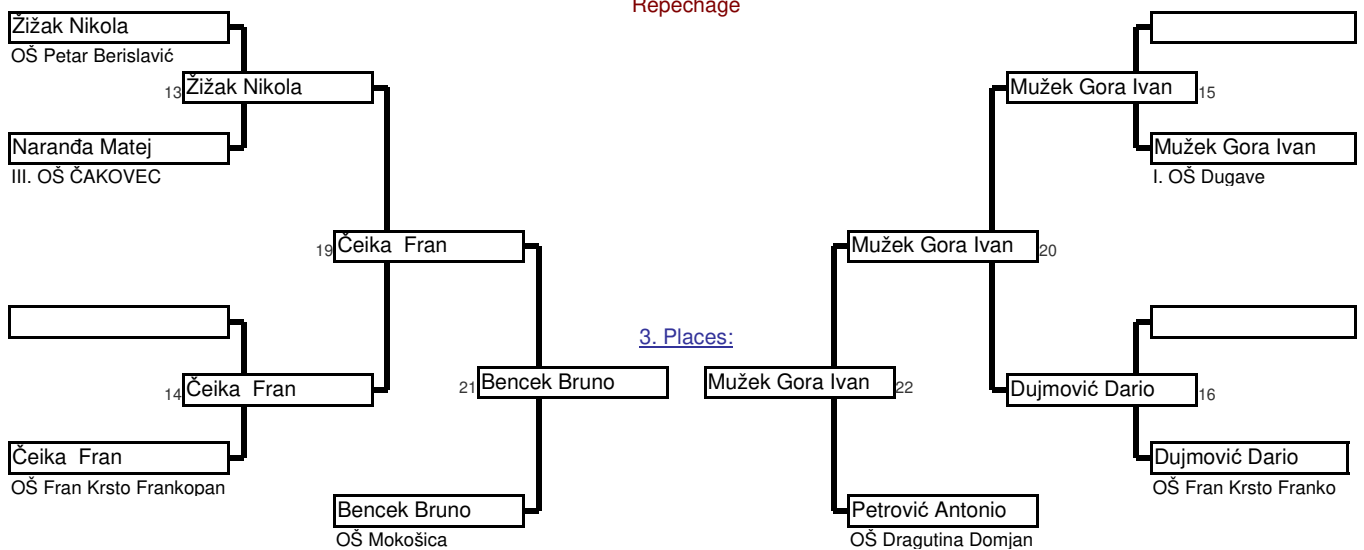 Repechage
Žižak Nikola
OŠ Petar Berislavić
13 Žižak Nikola
Mužek Gora Ivan 15
Naranđa Matej
III. OŠ ČAKOVEC
Mužek Gora Ivan
I. OŠ Dugave
19 Čeika  Fran
Mužek Gora Ivan 20
3. Places:
14 Čeika  Fran
21 Bencek Bruno
Mužek Gora Ivan 22
Dujmović Dario 16
Čeika  Fran
OŠ Fran Krsto Frankopan
Dujmović Dario
OŠ Fran Krsto Franko
Bencek Bruno
OŠ Mokošica
Petrović Antonio
OŠ Dragutina Domjan